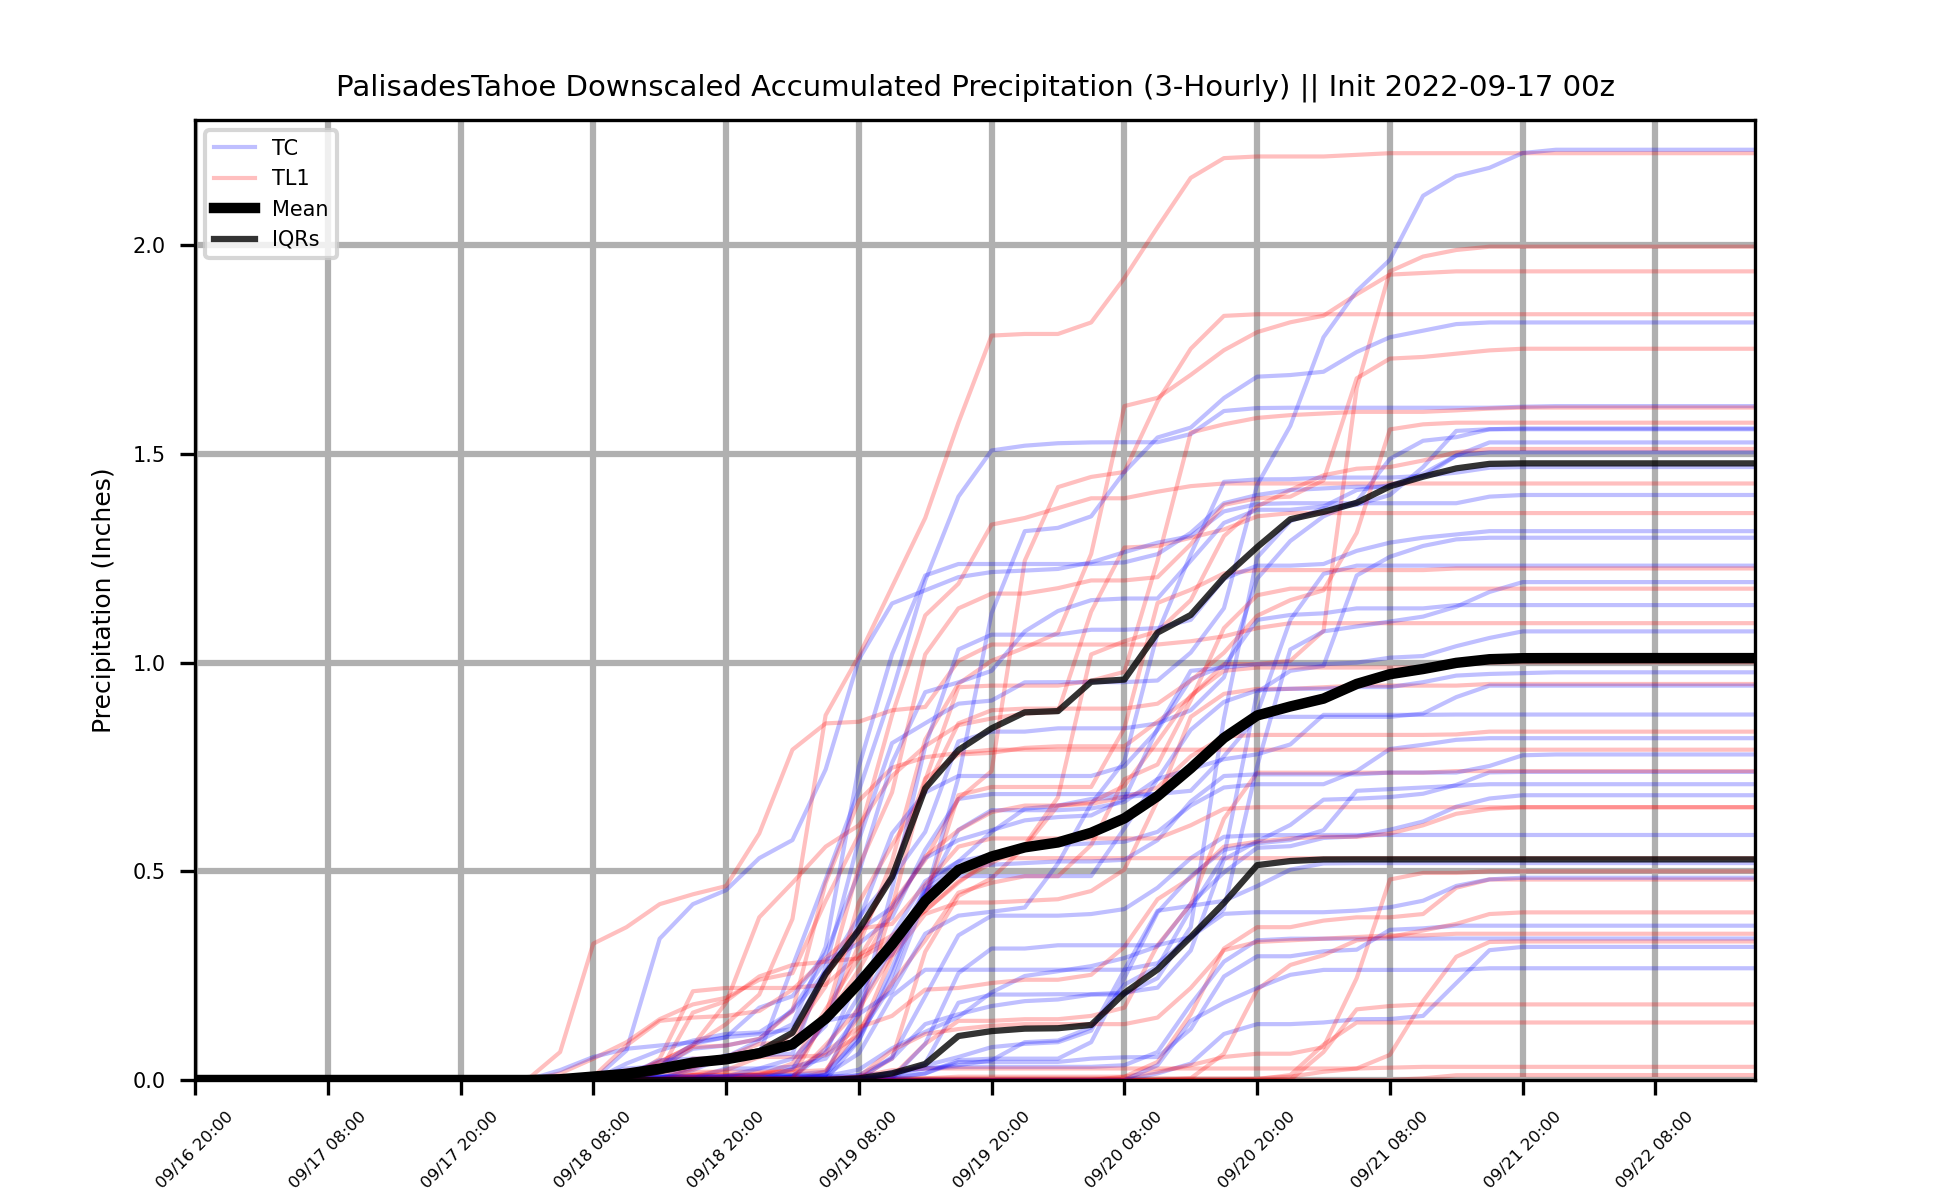 PalisadesTahoe Downscaled Accumulated Precipitation (3-Hourly) || Init 2022-09-17 00z
TC
TL1
Mean
IQRs
Precipitation (Inches)
2.0
1.5
1.0
0.5
0.0
09/16 20:00
09/17 08:00
09/17 20:00
09/18 08:00
09/18 20:00
09/19 08:00
09/19 20:00
09/20 08:00
09/20 20:00
09/21 08:00
09/21 20:00
09/22 08:00